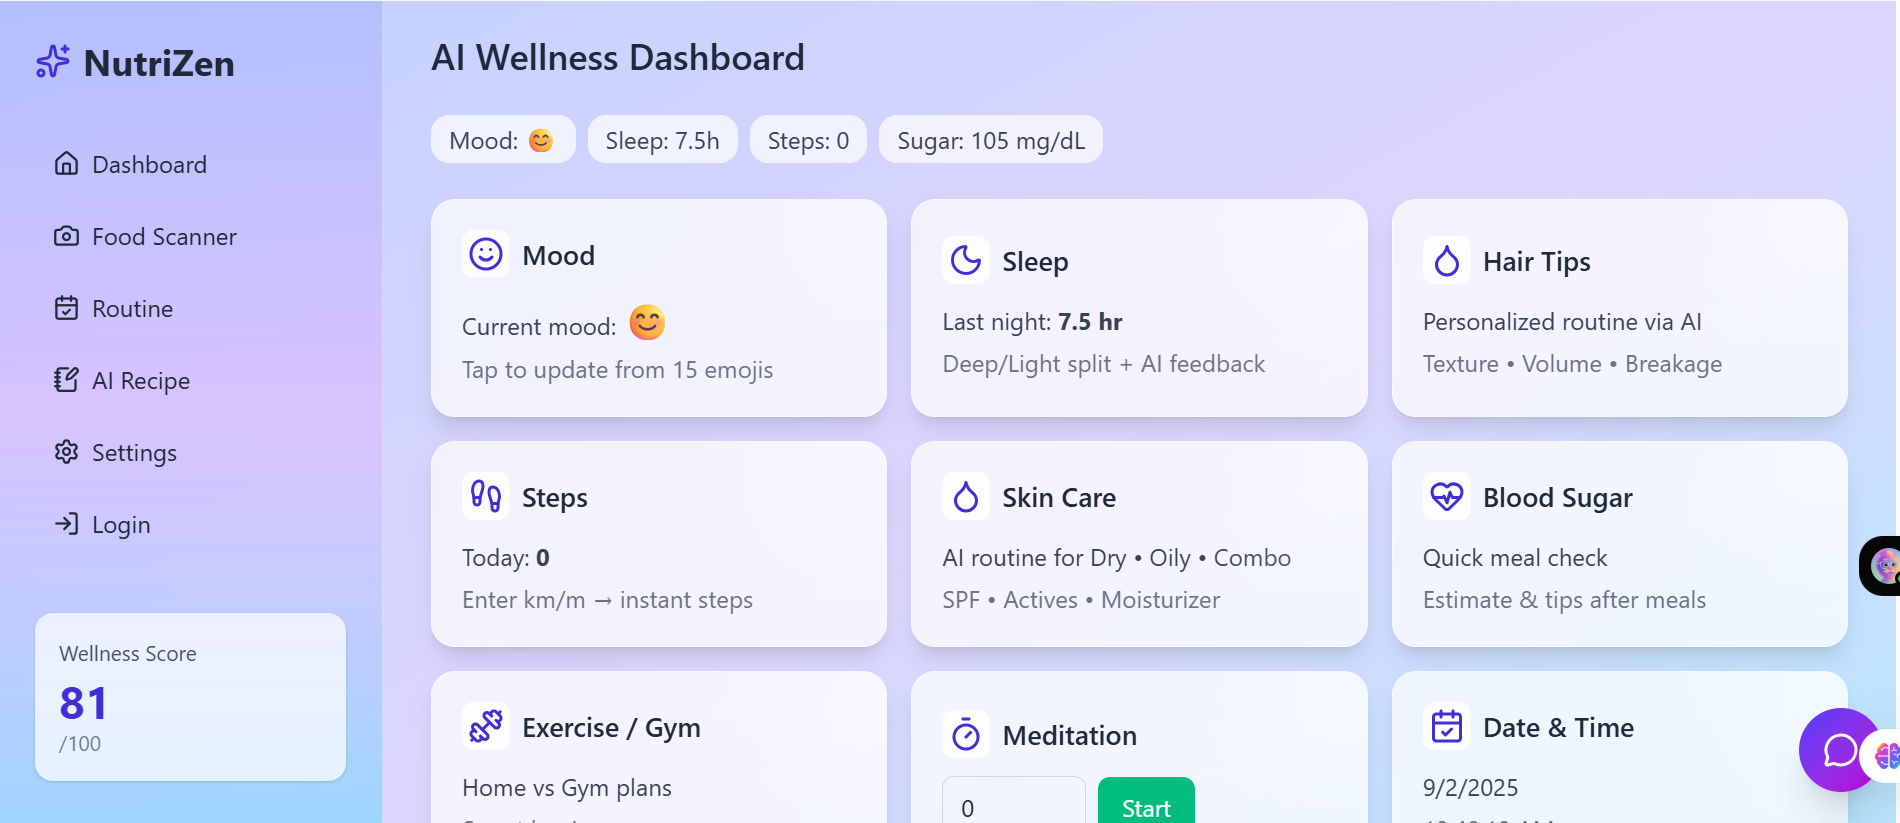 NutriZen
Dashboard
Food Scanner
Routine
AI Recipe
Settings
Login
Wellness Score
81
/100
AI Wellness Dashboard
Mood: 😊
Sleep: 7.5h
Steps: 0
Sugar: 105 mg/dL
Mood
Current mood: 😊
Tap to update from 15 emojis
Sleep
Last night: 7.5 hr
Deep/Light split + AI feedback
Hair Tips
Personalized routine via AI
Texture • Volume • Breakage
Steps
Today: 0
Enter km/m → instant steps
Skin Care
AI routine for Dry • Oily • Combo
SPF • Actives • Moisturizer
Blood Sugar
Quick meal check
Estimate & tips after meals
Exercise / Gym
Home vs Gym plans
Meditation
0
Start
Date & Time
9/2/2025